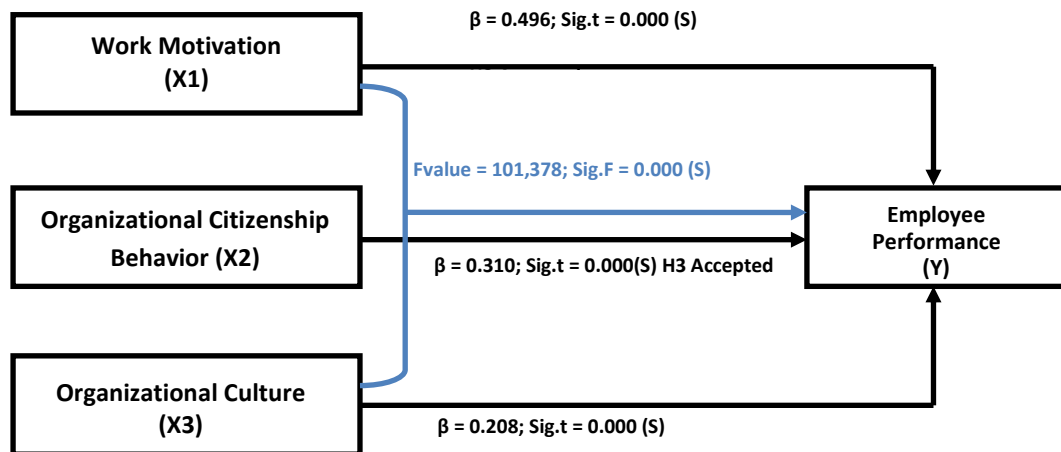 β = 0.496; Sig.t = 0.000 (S)
Work Motivation
(X1)
Fvalue = 101,378; Sig.F = 0.000 (S)
Organizational Citizenship
Behavior (X2)
Employee
Performance
(Y)
β = 0.310; Sig.t = 0.000(S) H3 Accepted
Organizational Culture
(X3)
β = 0.208; Sig.t = 0.000 (S)